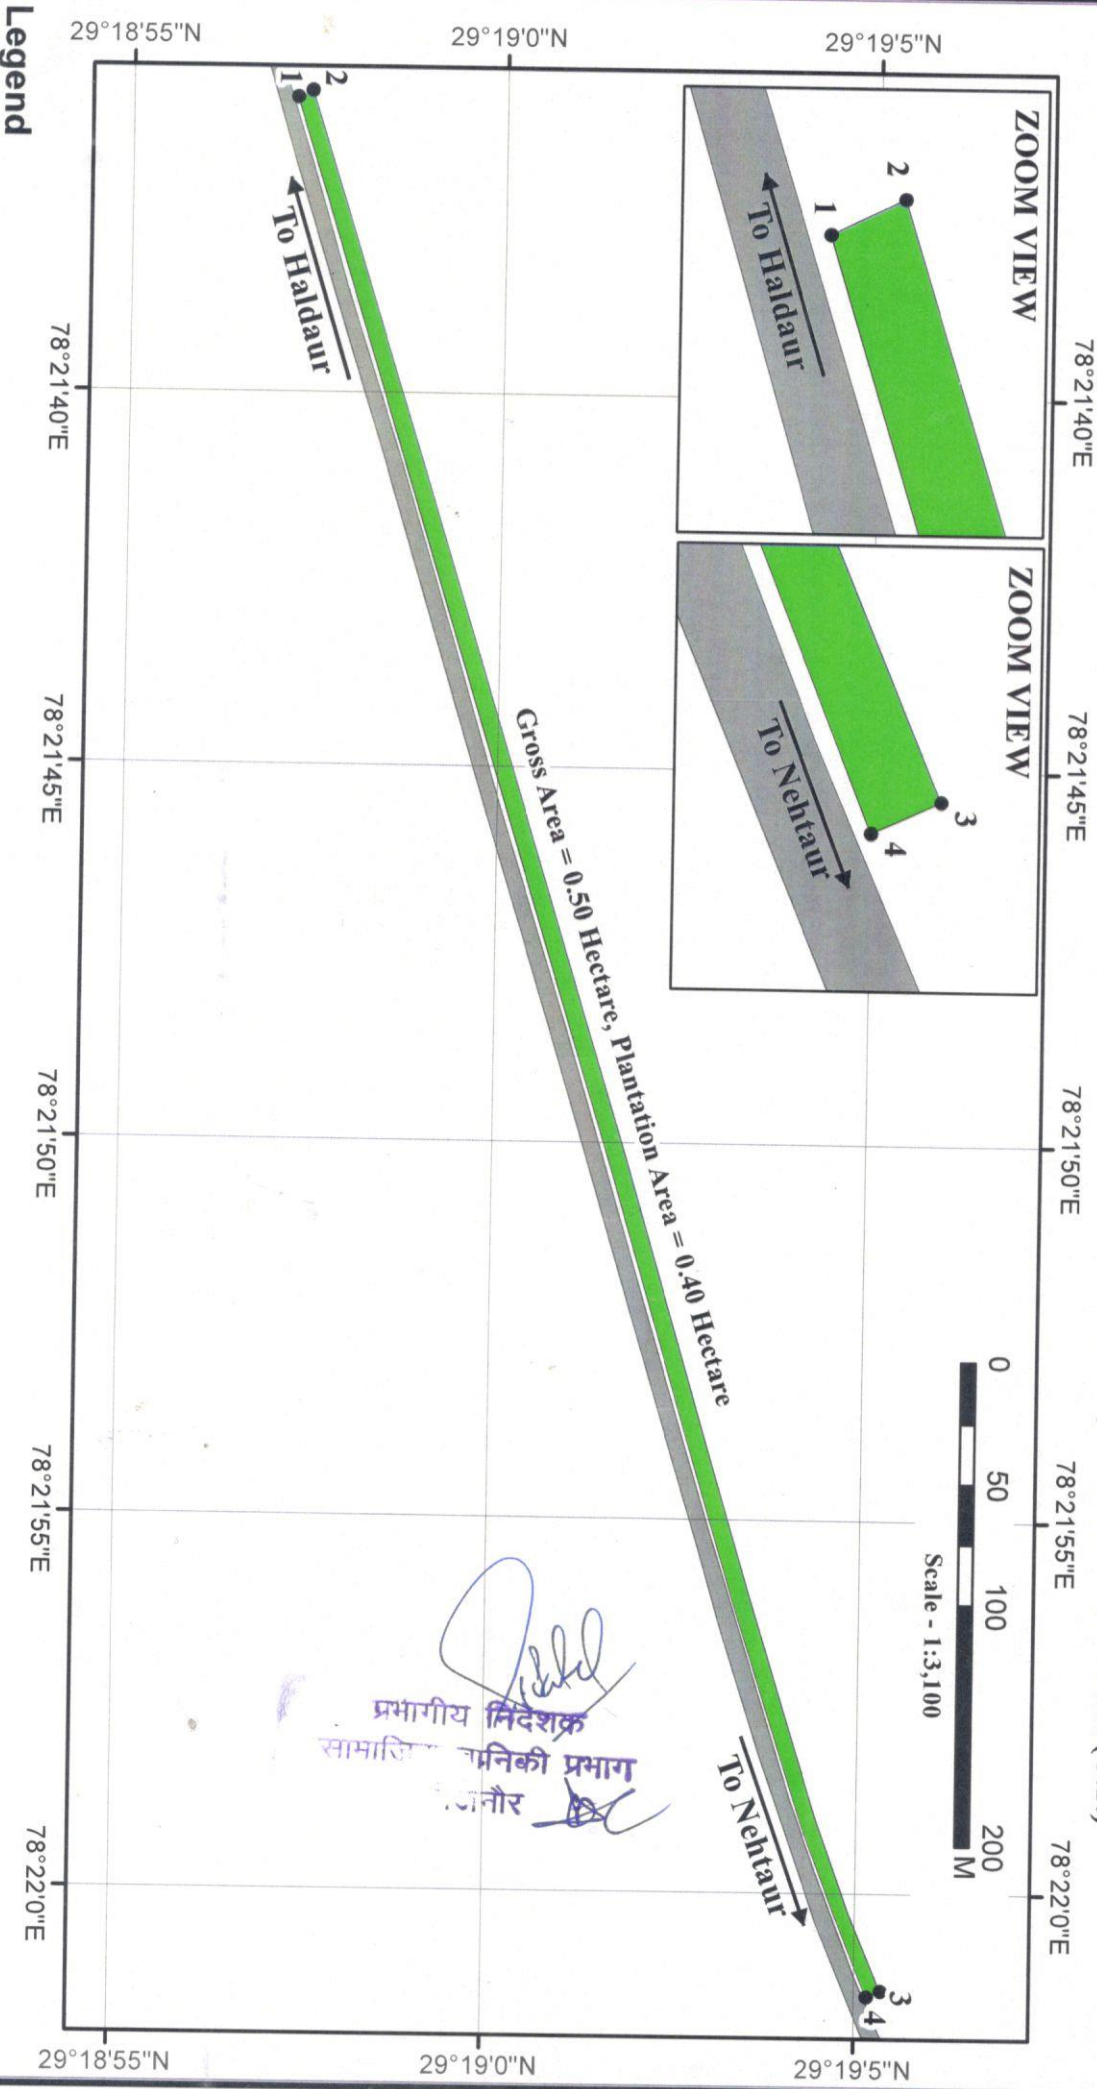 78°21'40"E
78°21'45"E
78°21'50"E
78°21'55"E
78°22'0"E
29°19'5"N
29°19'0"N
29°18'55"N
29°19'5"N
29°19'0"N
29°18'55"N
ZOOM VIEW
2
1
To Haldaur
ZOOM VIEW
3
4
To Nehtaur
0 50 100 200 M
Scale - 1:3,100
Gross Area = 0.50 Hectare, Plantation Area = 0.40 Hectare
2
1
To Haldaur
To Nehtaur
3
4
प्रभागीय निदेशक
प्रभाग
78°21'40"E
78°21'45"E
78°21'50"E
78°21'55"E
78°22'0"E
Legend